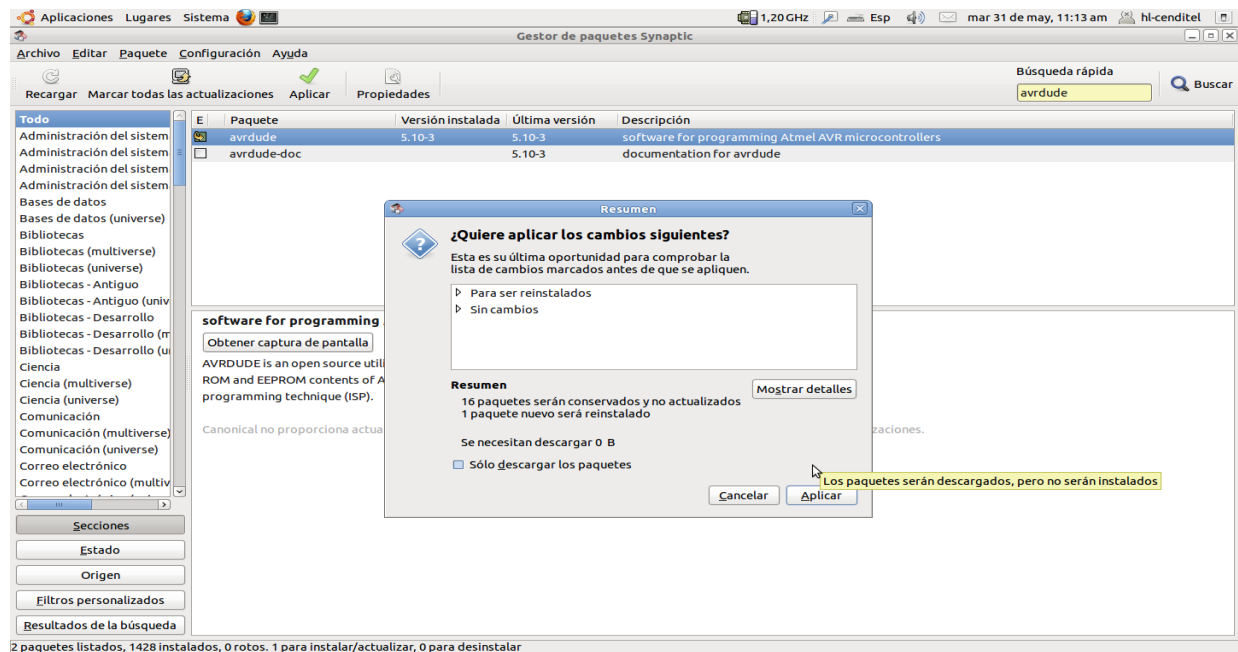 Aplicaciones Lugares Sistema 1,20 GHz Esp mar 31 de may, 11:13 am hl-cenditel
Gestor de paquetes Synaptic
Archivo Editar Paquete Configuración Ayuda
Recargar Marcar todas las actualizaciones Aplicar Propiedades
Búsqueda rápida
avrdude
Buscar
Todo
Administración del sistem
Administración del sistem
Administración del sistem
Administración del sistem
Bases de datos
Bases de datos (universe)
Bibliotecas
Bibliotecas (multiverse)
Bibliotecas (universe)
Bibliotecas - Antiguo
Bibliotecas - Antiguo (univ
Bibliotecas - Desarrollo
Bibliotecas - Desarrollo (m
Bibliotecas - Desarrollo (u
Ciencia
Ciencia (multiverse)
Ciencia (universe)
Comunicación
Comunicación (multiverse)
Comunicación (universe)
Correo electrónico
Correo electrónico (multiv
Secciones
Estado
Origen
Filtros personalizados
Resultados de la búsqueda
E Paquete Versión instalada Última versión Descripción
avrdude 5.10-3 5.10-3 software for programming Atmel AVR microcontrollers
avrdude-doc 5.10-3 documentation for avrdude
software for programming
Obtener captura de pantalla
AVRDUDE is an open source utili
ROM and EEPROM contents of A
programming technique (ISP).
Canonical no proporciona actua
zaciones.
Resumen
¿Quiere aplicar los cambios siguientes?
Esta es su última oportunidad para comprobar la
lista de cambios marcados antes de que se apliquen.
Para ser reinstalados
Sin cambios
Resumen
16 paquetes serán conservados y no actualizados
1 paquete nuevo será reinstalado
Mostrar detalles
Se necesitan descargar 0 B
Sólo descargar los paquetes
Cancelar Aplicar
Los paquetes serán descargados, pero no serán instalados
2 paquetes listados, 1428 instalados, 0 rotos. 1 para instalar/actualizar, 0 para desinstalar